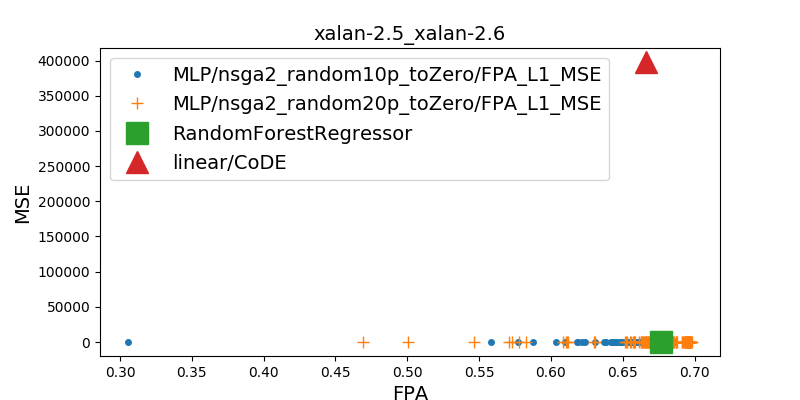 xalan-2.5_xalan-2.6
400000
350000
300000
250000
200000
150000
100000
50000
0
MSE
MLP/nsga2_random10p_toZero/FPA_L1_MSE
MLP/nsga2_random20p_toZero/FPA_L1_MSE
RandomForestRegressor
linear/CoDE
0.30 0.35 0.40 0.45 0.50 0.55 0.60 0.65 0.70
FPA